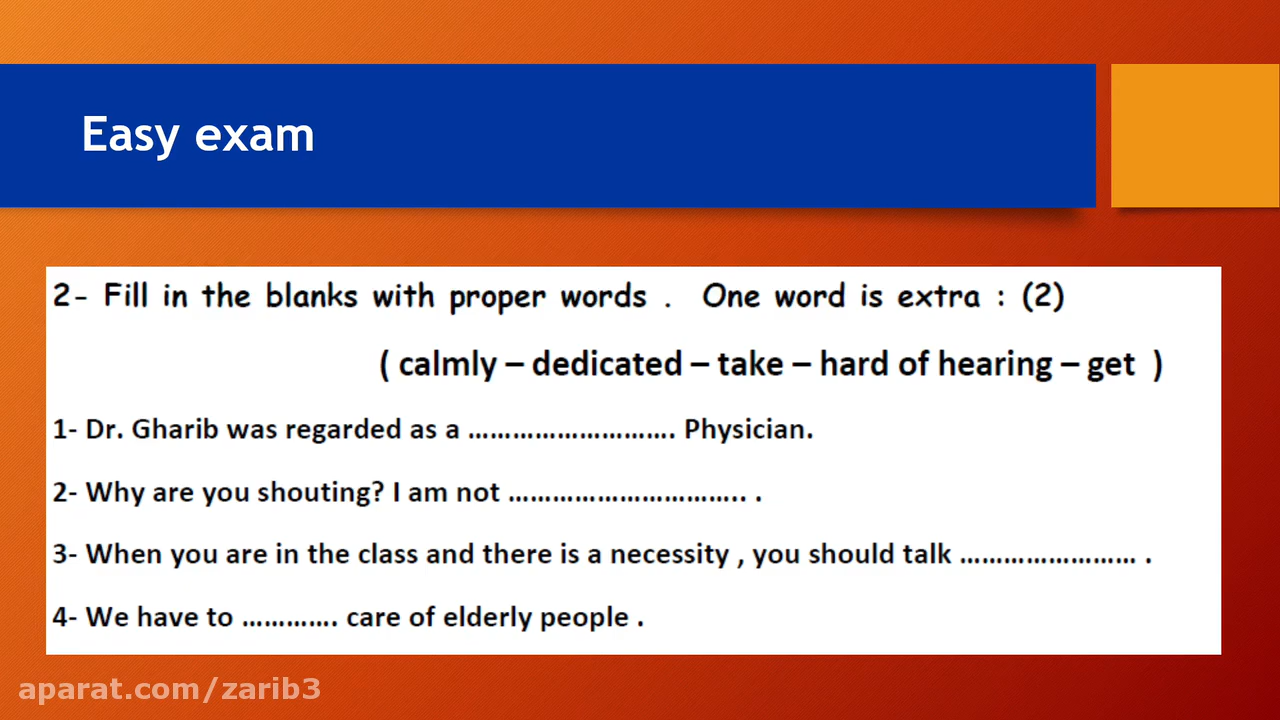 Easy exam
2- Fill in the blanks with proper words . One word is extra : (2)
( calmly – dedicated – take – hard of hearing – get )
1- Dr. Gharib was regarded as a ………………………. Physician.
2- Why are you shouting? I am not ………………………….. .
3- When you are in the class and there is a necessity , you should talk …………………… .
4- We have to …………. care of elderly people .
aparat.com/zarib3